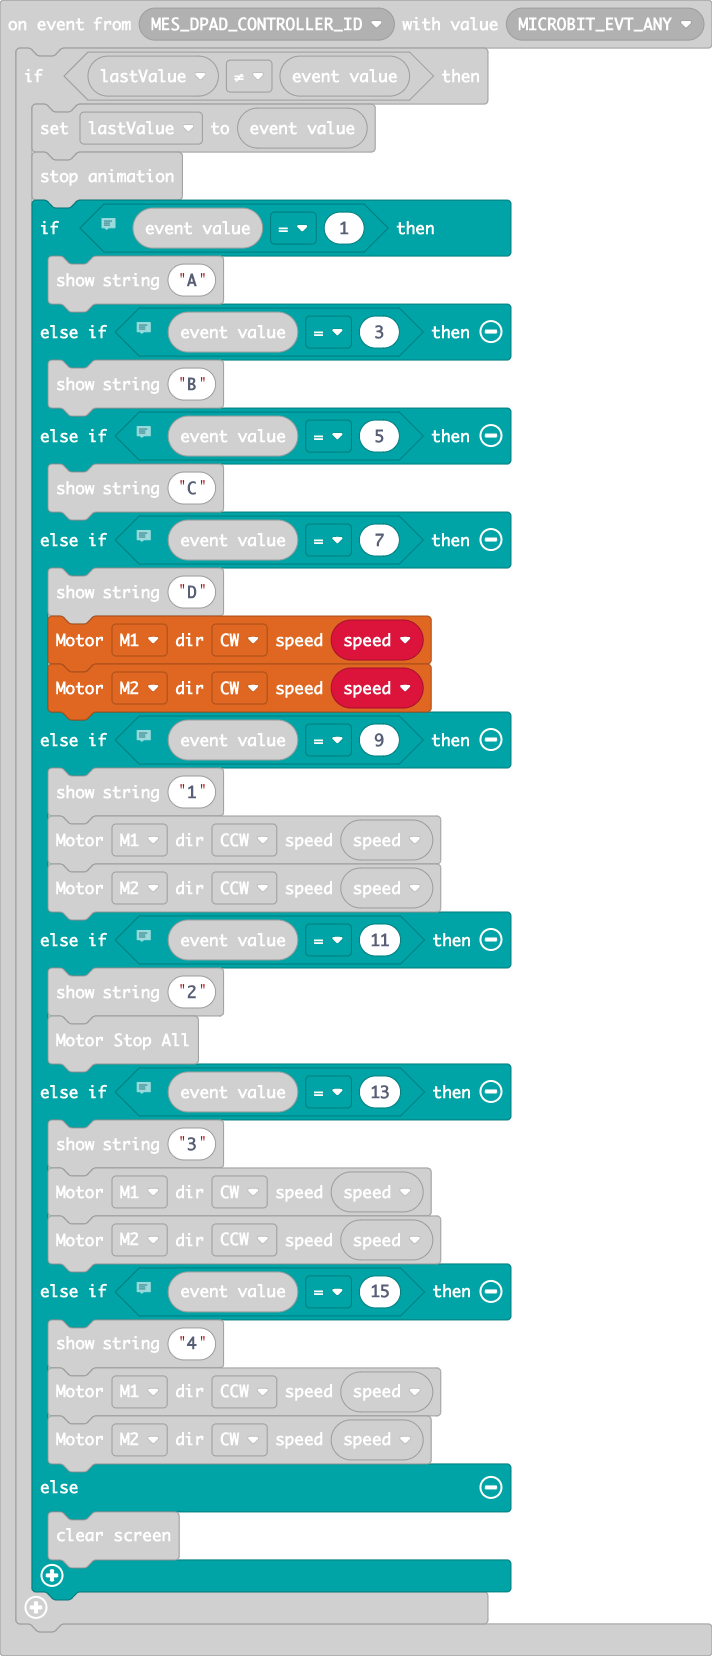 on event from MES_DPAD_CONTROLLER_ID with value MICROBIT_EVT_ANY
if lastValue ≠ event value then
set lastValue to event value
stop animation
if event value = 1 then
show string "A"
else if event value = 3 then
show string "B"
else if event value = 5 then
show string "C"
else if event value = 7 then
show string "D"
Motor M1 dir CW speed speed
Motor M2 dir CW speed speed
else if event value = 9 then
show string "1"
Motor M1 dir CCW speed speed
Motor M2 dir CCW speed speed
else if event value = 11 then
show string "2"
Motor Stop All
else if event value = 13 then
show string "3"
Motor M1 dir CW speed speed
Motor M2 dir CCW speed speed
else if event value = 15 then
show string "4"
Motor M1 dir CCW speed speed
Motor M2 dir CW speed speed
else
clear screen